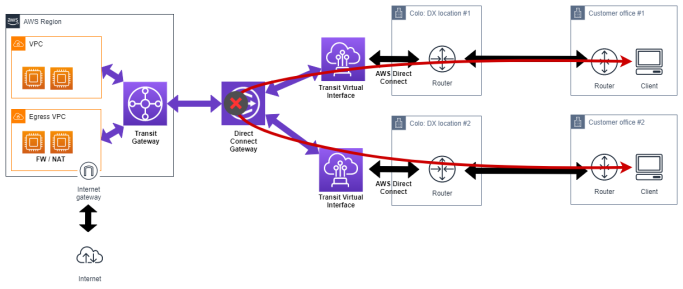 AWS Region
VPC
Egress VPC
FW / NAT
Internet
gateway
Internet
Transit
Gateway
Direct
Connect
Gateway
Transit Virtual
Interface
Transit Virtual
Interface
AWS Direct
Connect
AWS Direct
Connect
Colo: DX location #1
Router
Colo: DX location #2
Router
Customer office #1
Router
Client
Customer office #2
Router
Client